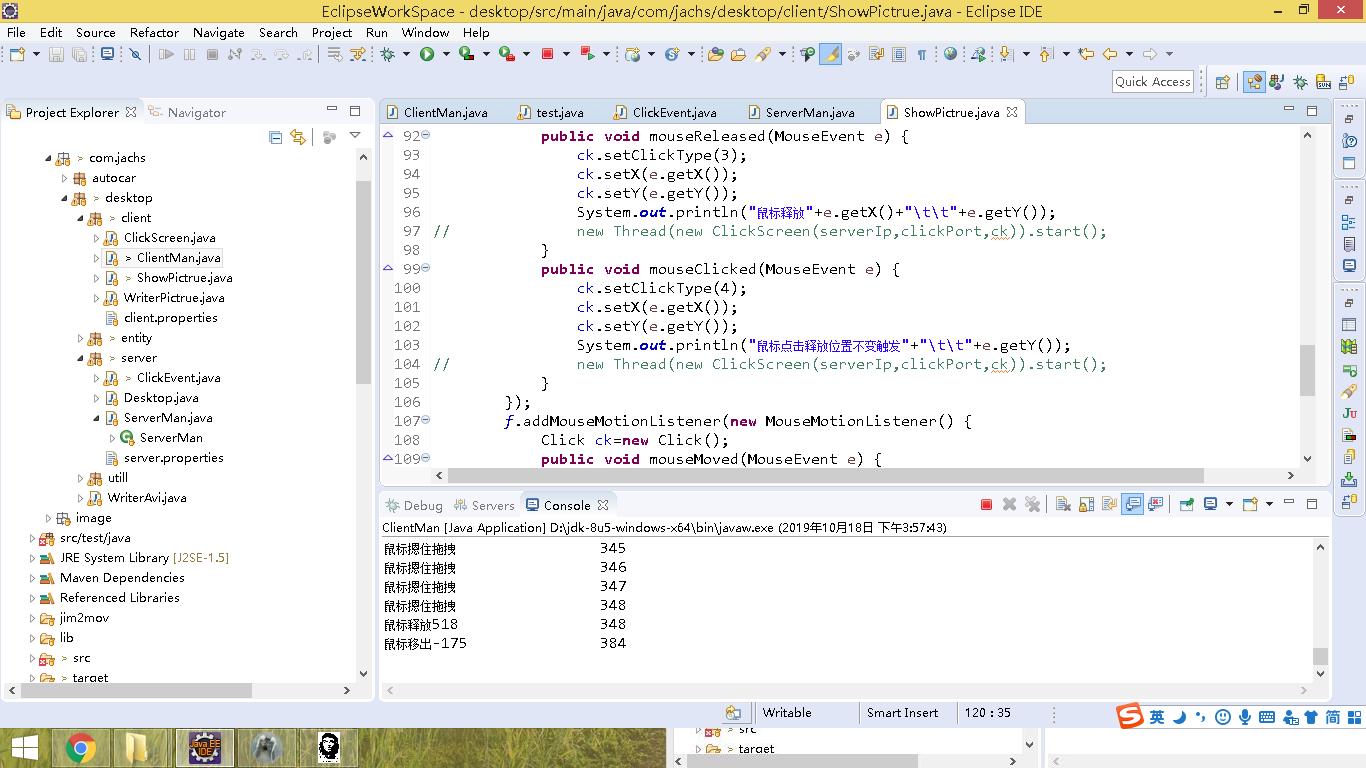 EclipseWorkSpace - desktop/src/main/java/com/jachs/desktop/client/ShowPictrue.java - Eclipse IDE
File Edit Source Refactor Navigate Search Project Run Window Help
Quick Access
Project Explorer Navigator
> com.jachs
autocar
> desktop
> client
ClickScreen.java
> ClientMan.java
> ShowPictrue.java
WriterPictrue.java
client.properties
> entity
> server
> ClickEvent.java
Desktop.java
ServerMan.java
ServerMan
server.properties
utill
WriterAvi.java
image
src/test/java
JRE System Library [J2SE-1.5]
Maven Dependencies
Referenced Libraries
jim2mov
lib
> src
> target
ClientMan.java test.java ClickEvent.java ServerMan.java ShowPictrue.java
92 public void mouseReleased(MouseEvent e) {
93 ck.setClickType(3);
94 ck.setX(e.getX());
95 ck.setY(e.getY());
96 System.out.println("鼠标释放"+e.getX()+"\t\t"+e.getY());
97 // new Thread(new ClickScreen(serverIp,clickPort,ck)).start();
98 }
99 public void mouseClicked(MouseEvent e) {
100 ck.setClickType(4);
101 ck.setX(e.getX());
102 ck.setY(e.getY());
103 System.out.println("鼠标点击释放位置不变触发"+"\t\t"+e.getY());
104 // new Thread(new ClickScreen(serverIp,clickPort,ck)).start();
105 }
106 });
107 f.addMouseMotionListener(new MouseMotionListener() {
108 Click ck=new Click();
109 public void mouseMoved(MouseEvent e) {
Debug Servers Console
ClientMan [Java Application] D:\jdk-8u5-windows-x64\bin\javaw.exe (2019年10月18日 下午3:57:43)
鼠标摁住拖拽 345
鼠标摁住拖拽 346
鼠标摁住拖拽 347
鼠标摁住拖拽 348
鼠标释放518 348
鼠标移出-175 384
Writable Smart Insert 120 : 35
英 简
> src
> target
Java EE
IDE